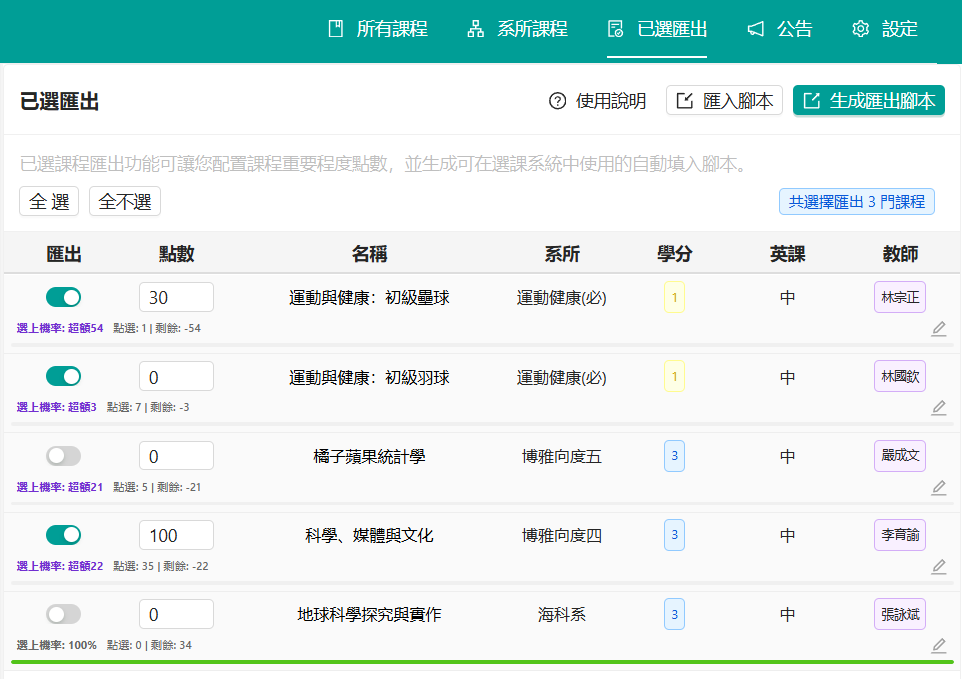 所有課程 系所課程 已選匯出 公告 設定
已選匯出 使用說明 匯入腳本 生成匯出腳本
已選課程匯出功能可讓您配置課程重要程度點數，並生成可在選課系統中使用的自動填入腳本。
全 選 全不選 共選擇匯出 3 門課程
匯出 點數 名稱 系所 學分 英課 教師
30 運動與健康：初級壘球 運動健康(必) 1 中 林宗正
選上機率: 超額54 點選: 1 | 剩餘: -54
0 運動與健康：初級羽球 運動健康(必) 1 中 林國欽
選上機率: 超額3 點選: 7 | 剩餘: -3
0 橘子蘋果統計學 博雅向度五 3 中 嚴成文
選上機率: 超額21 點選: 5 | 剩餘: -21
100 科學、媒體與文化 博雅向度四 3 中 李育諭
選上機率: 超額22 點選: 35 | 剩餘: -22
0 地球科學探究與實作 海科系 3 中 張詠斌
選上機率: 100% 點選: 0 | 剩餘: 34